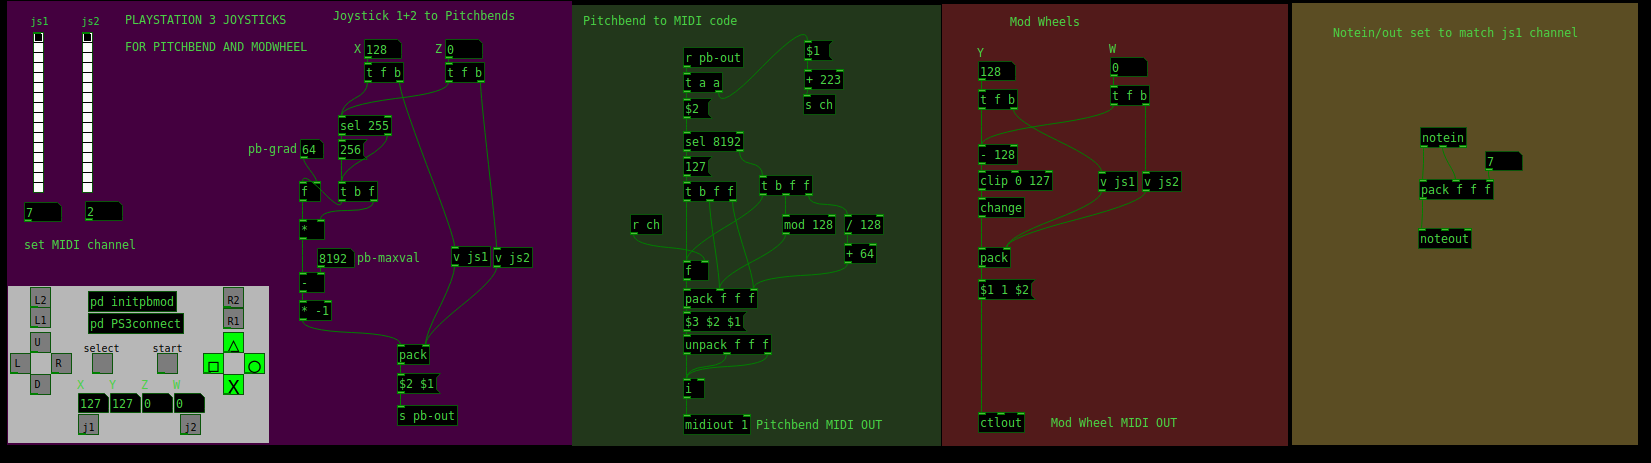 js1
js2
PLAYSTATION 3 JOYSTICKS
FOR PITCHBEND AND MODWHEEL
7
2
set MIDI channel
pd initpbmod
pd PS3connect
L2
L1
R2
R1
U
L
R
D
select
start
△
□
○
X
X
Y
Z
W
127
127
0
0
j1
j2
Joystick 1+2 to Pitchbends
X
128
Z
0
t f b
t f b
sel 255
pb-grad
64
256
f
t b f
*
8192
pb-maxval
v js1
v js2
-
* -1
pack
$2 $1
s pb-out
Pitchbend to MIDI code
r pb-out
$1
t a a
+ 223
$2
s ch
sel 8192
127
t b f f
t b f f
r ch
mod 128
/ 128
+ 64
f
pack f f f
$3 $2 $1
unpack f f f
i
midiout 1
Pitchbend MIDI OUT
Mod Wheels
Y
W
128
0
t f b
t f b
- 128
clip 0 127
v js1
v js2
change
pack
$1 1 $2
ctlout
Mod Wheel MIDI OUT
Notein/out set to match js1 channel
notein
7
pack f f f
noteout